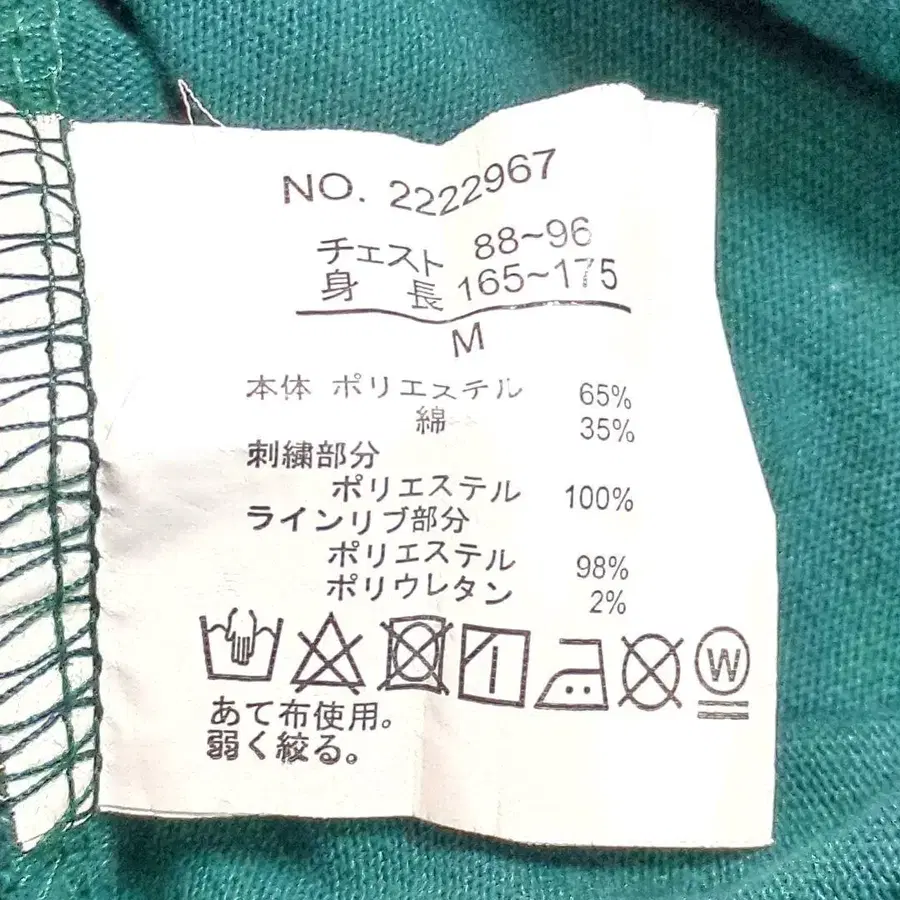 NO. 2222967
チェスト 88~96
身 長 165~175
M
本体 ポリエステル 65%
綿 35%
刺繍部分
ポリエステル 100%
ラインリブ部分
ポリエステル 98%
ポリウレタン 2%
W
あて布使用。
弱く絞る。